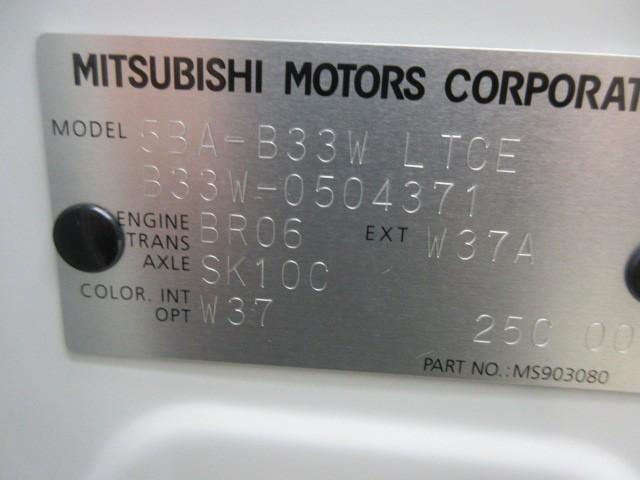 MITSUBISHI MOTORS CORPORAT
MODEL 5BA-B33W LTCE
B33W-0504371
ENGINE BR06 EXT W37A
TRANS
AXLE SK10C
COLOR. INT W37
OPT 25C 00
PART NO.:MS903080